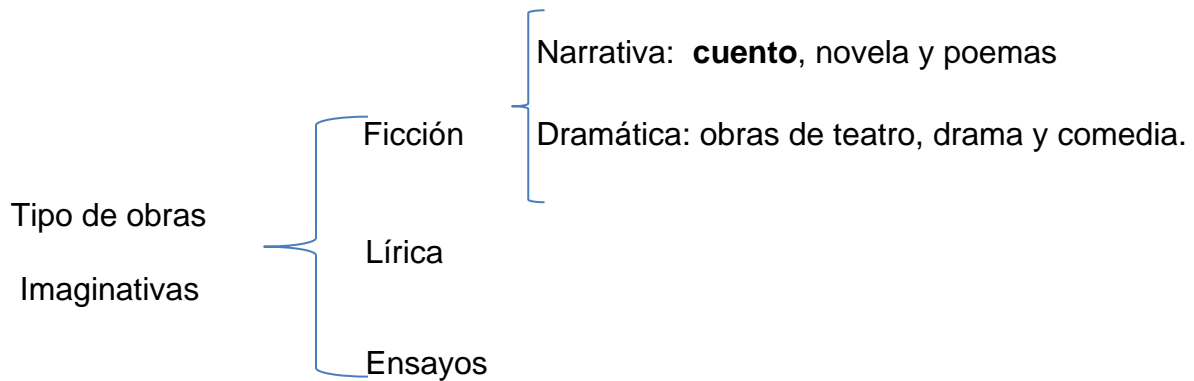 Narrativa: cuento, novela y poemas
Ficción
Dramática: obras de teatro, drama y comedia.
Tipo de obras
Imaginativas
Lírica
Ensayos